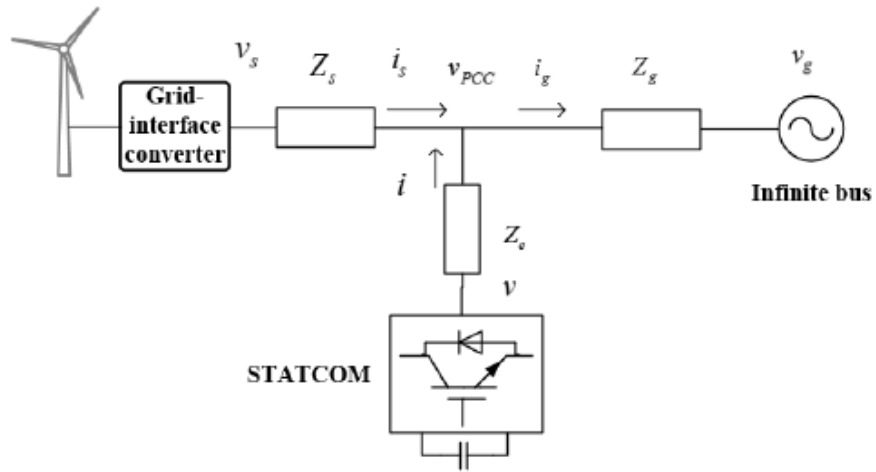 v_s
Z_s
i_s
v_PCC
i_g
Z_g
v_g
Grid-
interface
converter
Infinite bus
i
Z_e
v
STATCOM